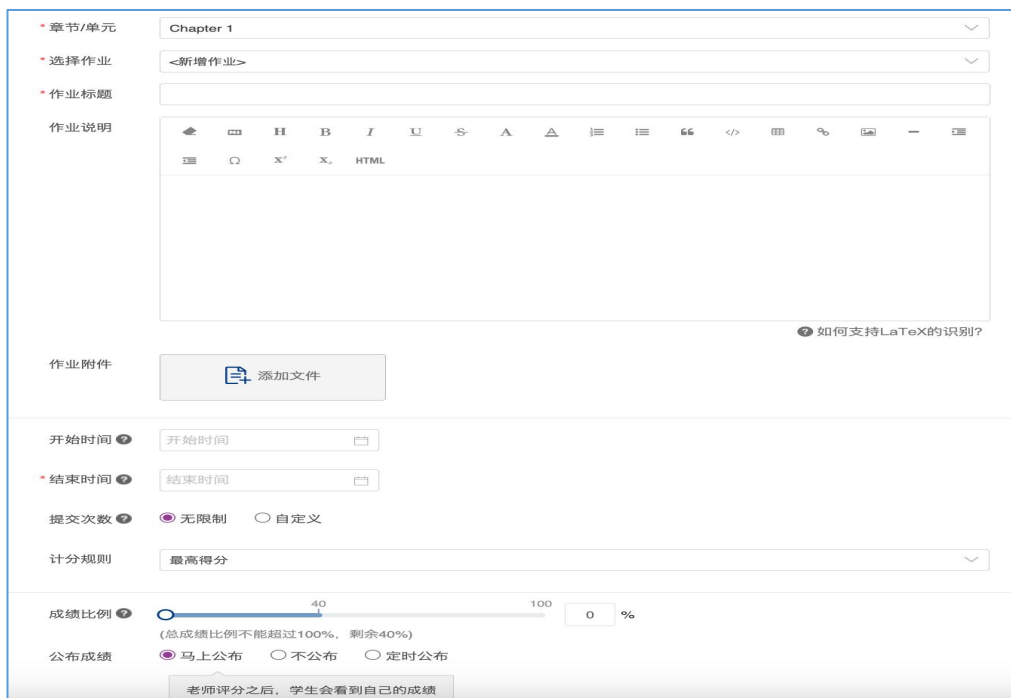 * 章节/单元 Chapter 1
* 选择作业 <新增作业>
* 作业标题
作业说明 H B I U S A A </>
Ω X² X₂ HTML
? 如何支持LaTeX的识别?
作业附件 添加文件
开始时间 ? 开始时间
* 结束时间 ? 结束时间
提交次数 ? 无限制 自定义
计分规则 最高得分
40 100
成绩比例 ? 0 %
(总成绩比例不能超过100%，剩余40%)
公布成绩 马上公布 不公布 定时公布
老师评分之后，学生会看到自己的成绩